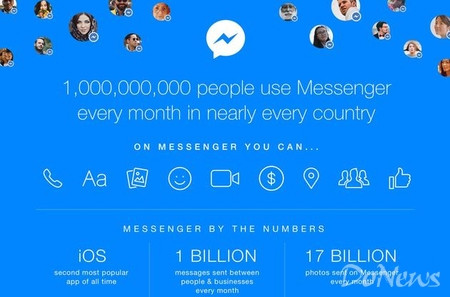 1,000,000,000 people use Messenger
every month in nearly every country
ON MESSENGER YOU CAN...
Aa
$
MESSENGER BY THE NUMBERS
iOS
second most popular
app of all time
1 BILLION
messages sent between
people & businesses
every month
17 BILLION
photos sent on Messenger
every month
DoNews